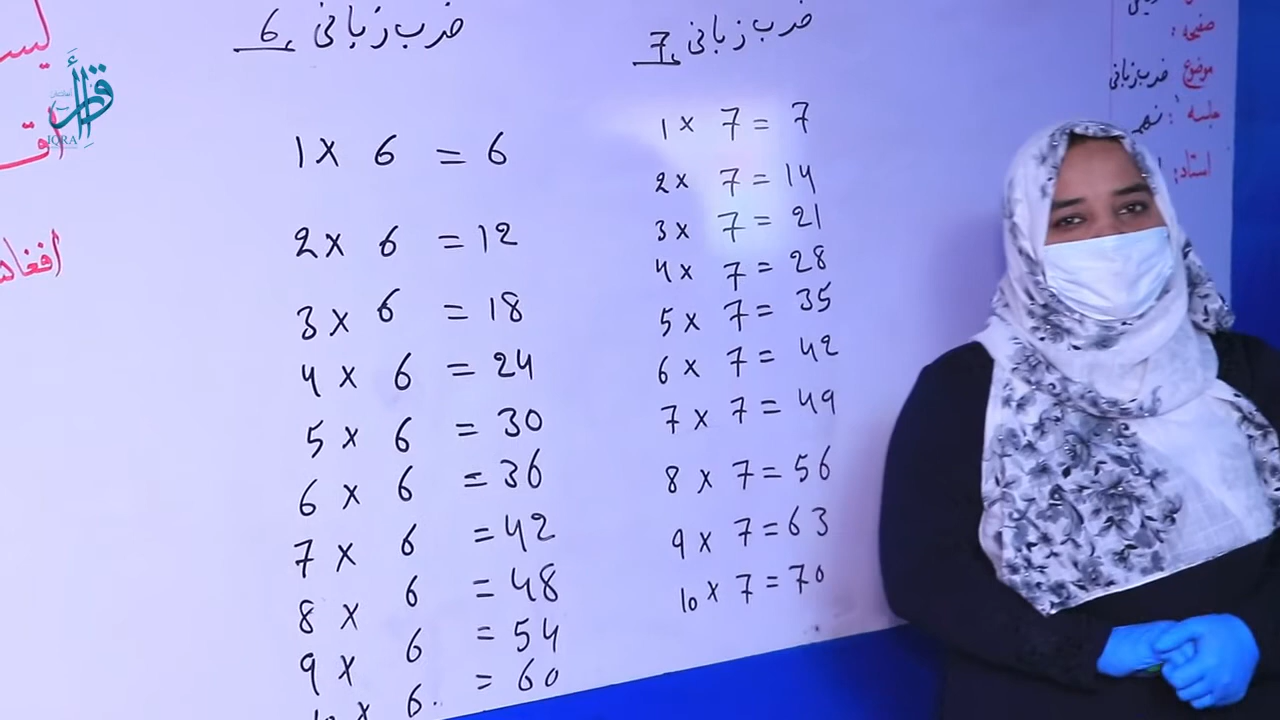 ضرب زبانی 6
1 x 6 = 6
2 x 6 = 12
3 x 6 = 18
4 x 6 = 24
5 x 6 = 30
6 x 6 = 36
7 x 6 = 42
8 x 6 = 48
9 x 6 = 54
10 x 6 = 60
ضرب زبانی 7
1 x 7 = 7
2 x 7 = 14
3 x 7 = 21
4 x 7 = 28
5 x 7 = 35
6 x 7 = 42
7 x 7 = 49
8 x 7 = 56
9 x 7 = 63
10 x 7 = 70
صفحه :
موضوع ضرب زبانی
جلسه :
استاد:
IQRA